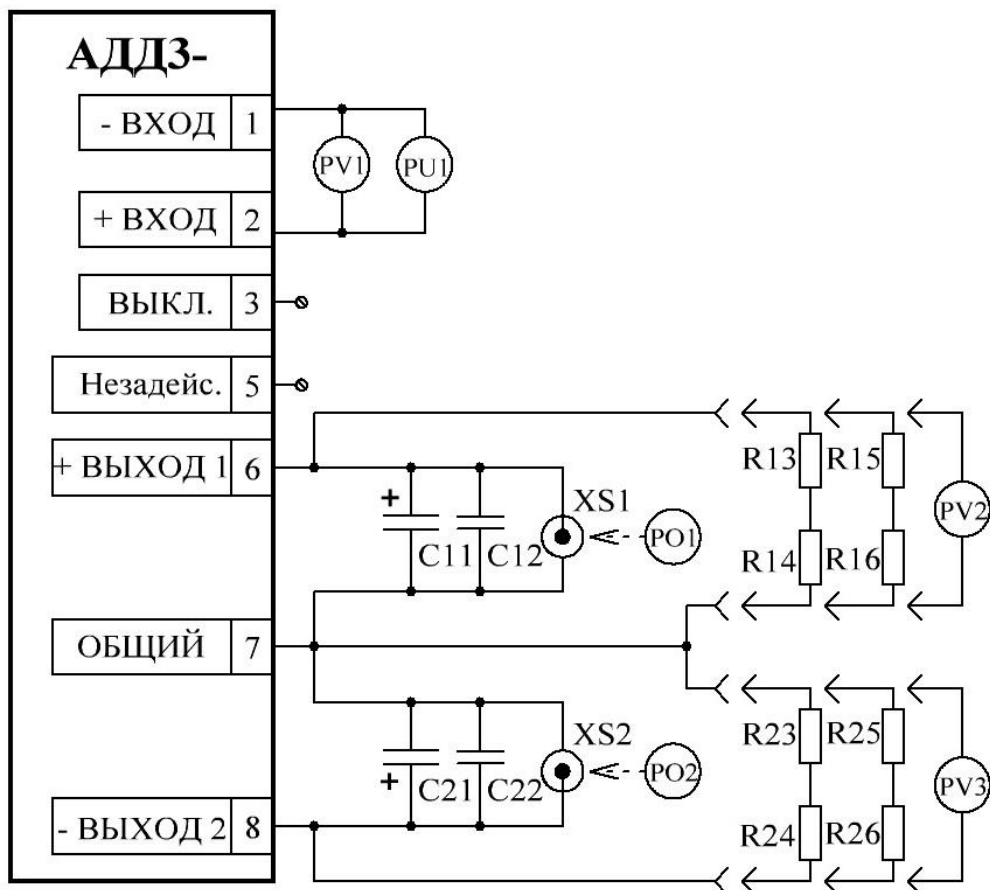 АДД3-
- ВХОД 1
PV1 PU1
+ ВХОД 2
ВЫКЛ. 3
Незадейс. 5
+ ВЫХОД 1 6
R13 R15
+ XS1
PV2
C11 C12 PO1
R14 R16
ОБЩИЙ 7
XS2
R23 R25
+ C21 C22 PO2
PV3
- ВЫХОД 2 8
R24 R26